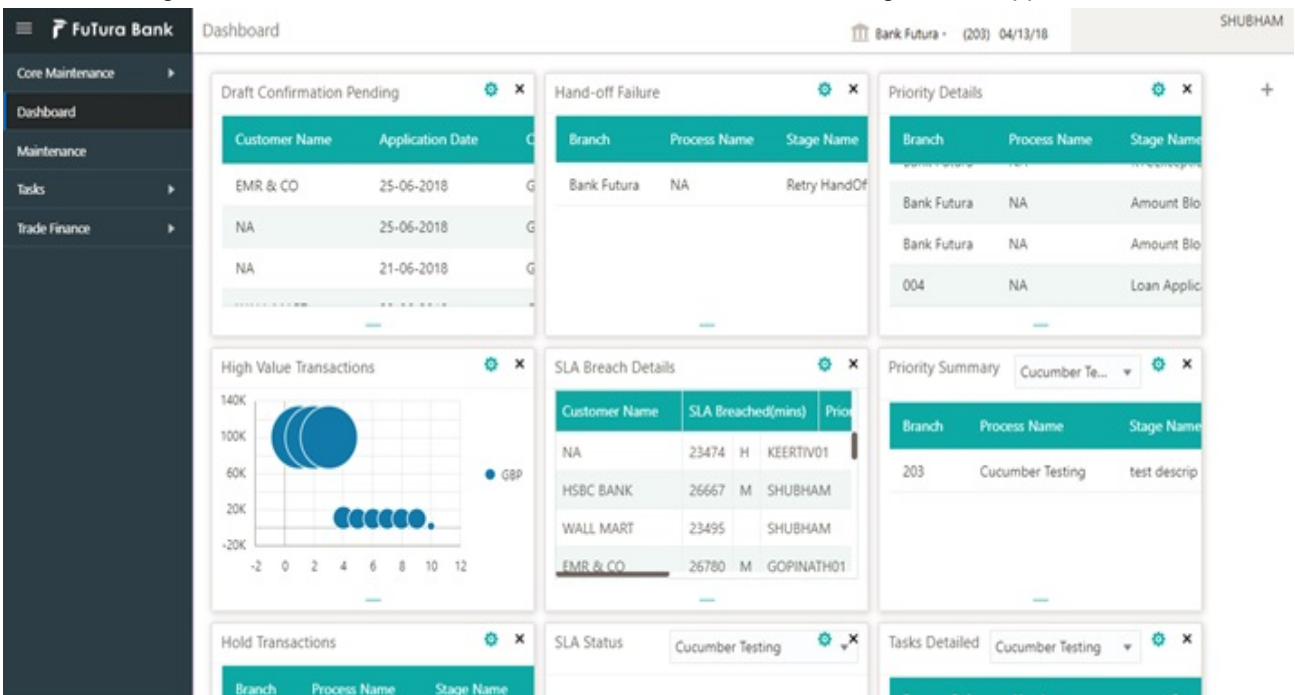 FuTura Bank
Dashboard
Bank Futura - (203) 04/13/18
SHUBHAM
Core Maintenance
Dashboard
Maintenance
Tasks
Trade Finance
Draft Confirmation Pending
Customer Name Application Date
EMR & CO 25-06-2018 G
NA 25-06-2018 G
NA 21-06-2018 G
Hand-off Failure
Branch Process Name Stage Name
Bank Futura NA Retry HandOf
Priority Details
Branch Process Name Stage Name
Bank Futura NA Amount Blo
Bank Futura NA Amount Blo
004 NA Loan Applic
High Value Transactions
140K
100K
60K
20K
-20K
-2 0 2 4 6 8 10 12
GBP
SLA Breach Details
Customer Name SLA Breached(mins) Prior
NA 23474 H KEERTIV01
HSBC BANK 26667 M SHUBHAM
WALL MART 23495 SHUBHAM
EMR & CO 26780 M GOPINATH01
Priority Summary Cucumber Te...
Branch Process Name Stage Name
203 Cucumber Testing test descrip
Hold Transactions
Branch Process Name Stage Name
SLA Status Cucumber Testing
Tasks Detailed Cucumber Testing